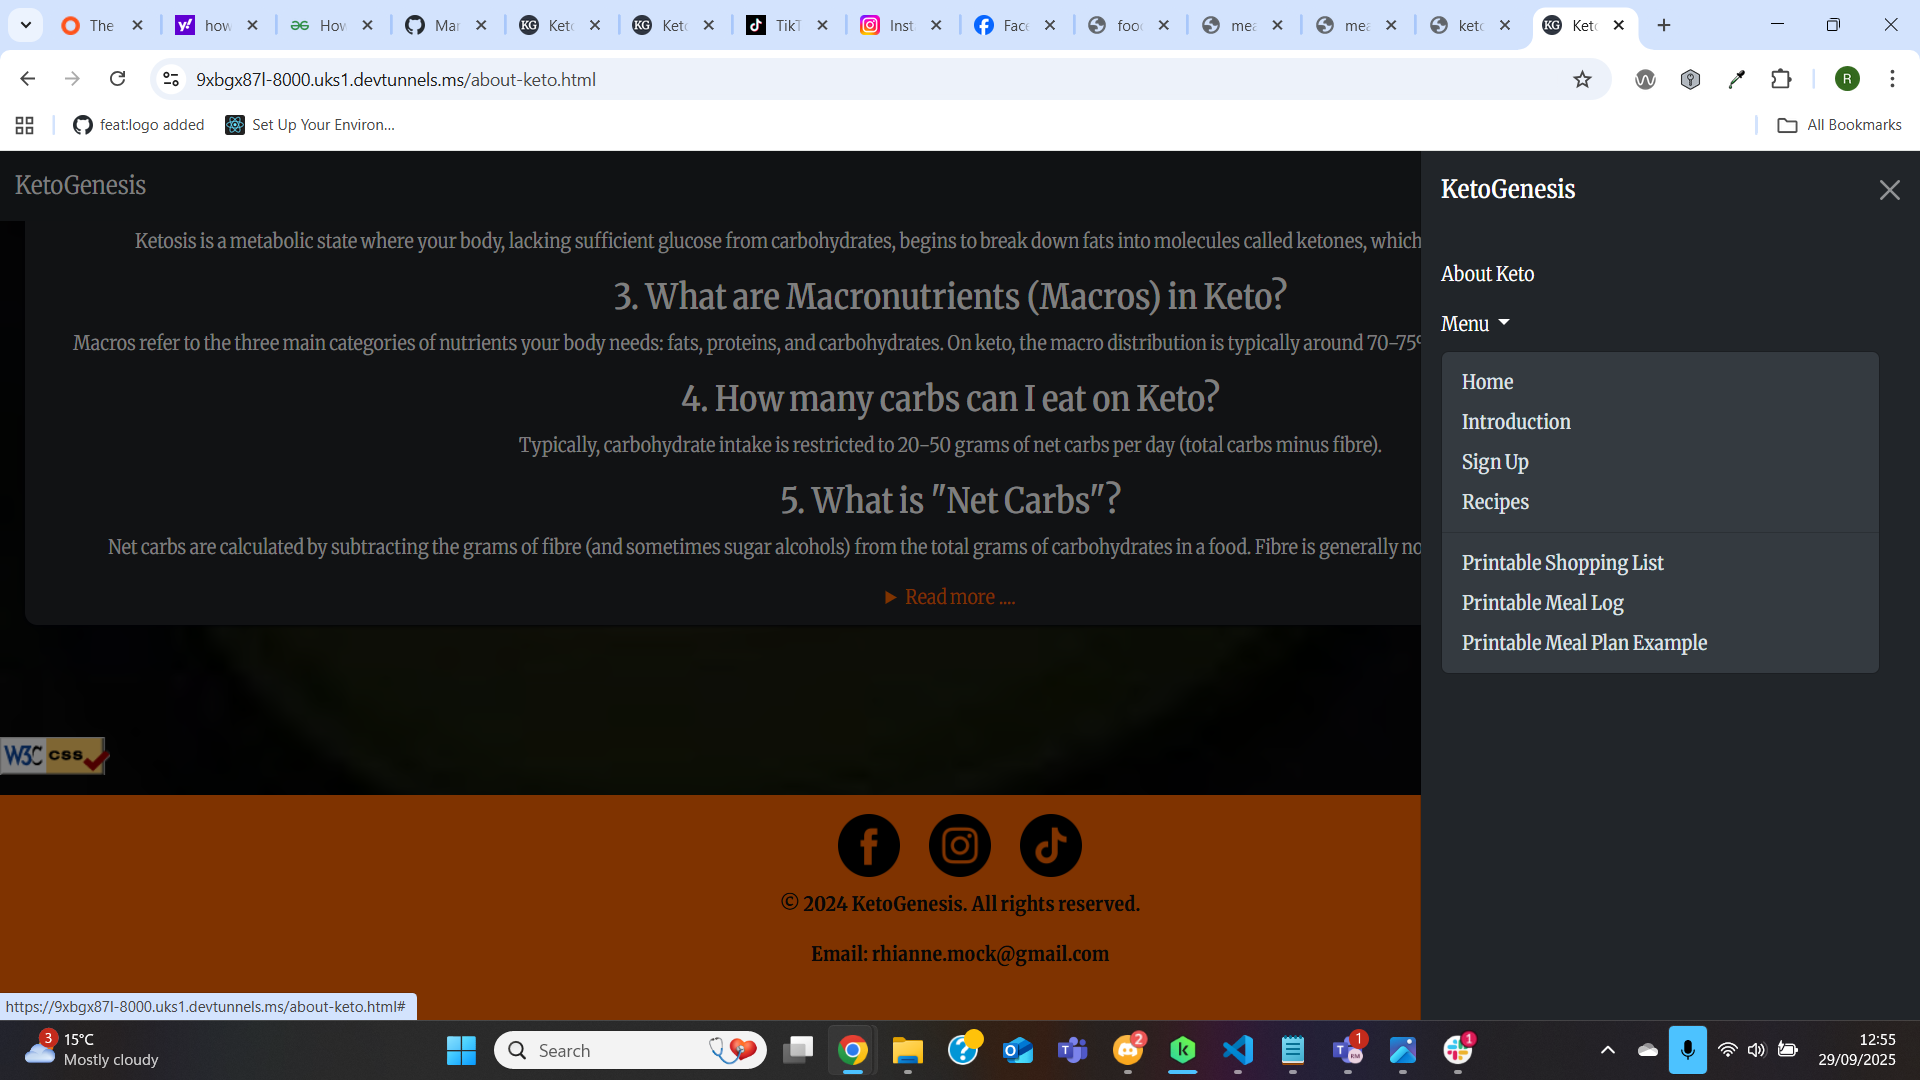 The
how
How
Mar
Keto
Keto
TikT
Inst
Face
food
mea
mea
keto
Keto
9xbgx87l-8000.uks1.devtunnels.ms/about-keto.html
R
feat:logo added
Set Up Your Environ...
All Bookmarks
KetoGenesis
Ketosis is a metabolic state where your body, lacking sufficient glucose from carbohydrates, begins to break down fats into molecules called ketones, which
3. What are Macronutrients (Macros) in Keto?
Macros refer to the three main categories of nutrients your body needs: fats, proteins, and carbohydrates. On keto, the macro distribution is typically around 70-75%
4. How many carbs can I eat on Keto?
Typically, carbohydrate intake is restricted to 20-50 grams of net carbs per day (total carbs minus fibre).
5. What is "Net Carbs"?
Net carbs are calculated by subtracting the grams of fibre (and sometimes sugar alcohols) from the total grams of carbohydrates in a food. Fibre is generally no
Read more ....
W3C css
© 2024 KetoGenesis. All rights reserved.
Email: rhianne.mock@gmail.com
KetoGenesis
About Keto
Menu
Home
Introduction
Sign Up
Recipes
Printable Shopping List
Printable Meal Log
Printable Meal Plan Example
https://9xbgx87l-8000.uks1.devtunnels.ms/about-keto.html#
3
15°C
Mostly cloudy
Search
2
1
1
12:55
29/09/2025